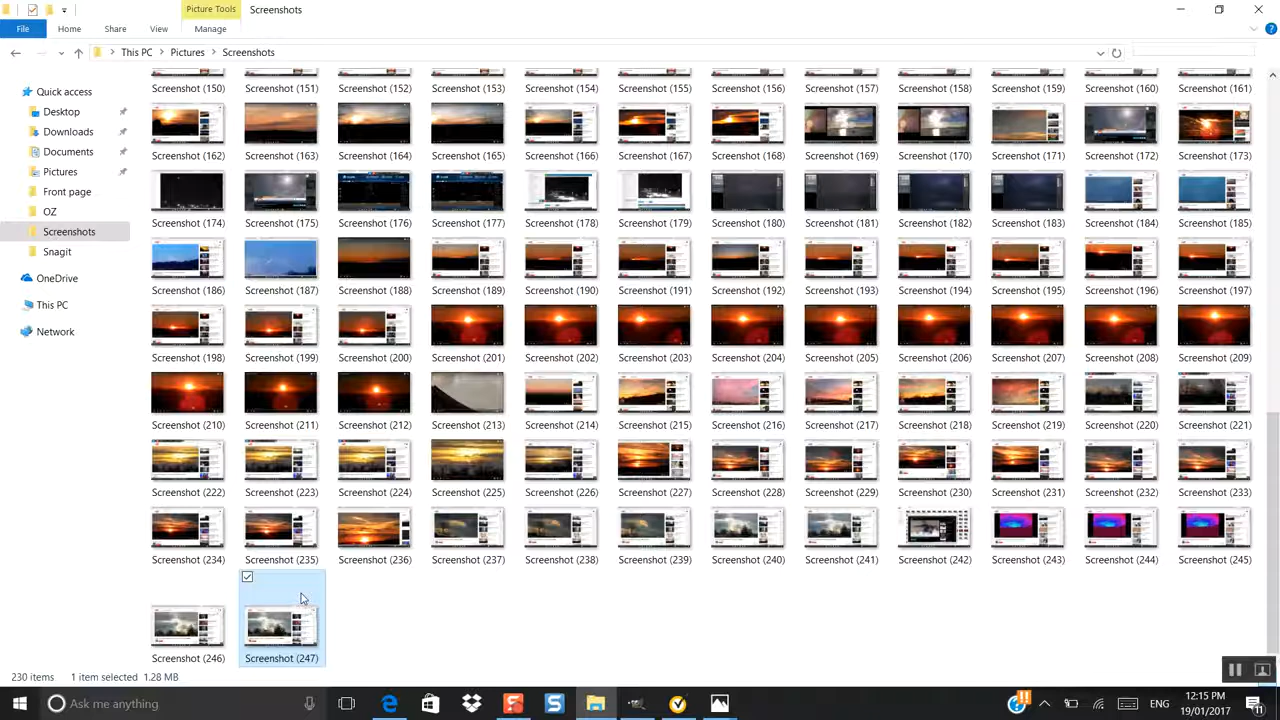 Picture Tools
Screenshots
File
Home
Share
View
Manage
This PC
Pictures
Screenshots
Quick access
Desktop
Downloads
Documents
Pictures
Front page
OZ
Screenshots
Snagit
OneDrive
This PC
Network
Screenshot (150) Screenshot (151) Screenshot (152) Screenshot (153) Screenshot (154) Screenshot (155) Screenshot (156) Screenshot (157) Screenshot (158) Screenshot (159) Screenshot (160) Screenshot (161)
Screenshot (162) Screenshot (163) Screenshot (164) Screenshot (165) Screenshot (166) Screenshot (167) Screenshot (168) Screenshot (169) Screenshot (170) Screenshot (171) Screenshot (172) Screenshot (173)
Screenshot (174) Screenshot (175) Screenshot (176) Screenshot (177) Screenshot (178) Screenshot (179) Screenshot (180) Screenshot (181) Screenshot (182) Screenshot (183) Screenshot (184) Screenshot (185)
Screenshot (186) Screenshot (187) Screenshot (188) Screenshot (189) Screenshot (190) Screenshot (191) Screenshot (192) Screenshot (193) Screenshot (194) Screenshot (195) Screenshot (196) Screenshot (197)
Screenshot (198) Screenshot (199) Screenshot (200) Screenshot (201) Screenshot (202) Screenshot (203) Screenshot (204) Screenshot (205) Screenshot (206) Screenshot (207) Screenshot (208) Screenshot (209)
Screenshot (210) Screenshot (211) Screenshot (212) Screenshot (213) Screenshot (214) Screenshot (215) Screenshot (216) Screenshot (217) Screenshot (218) Screenshot (219) Screenshot (220) Screenshot (221)
Screenshot (222) Screenshot (223) Screenshot (224) Screenshot (225) Screenshot (226) Screenshot (227) Screenshot (228) Screenshot (229) Screenshot (230) Screenshot (231) Screenshot (232) Screenshot (233)
Screenshot (234) Screenshot (235) Screenshot (236) Screenshot (237) Screenshot (238) Screenshot (239) Screenshot (240) Screenshot (241) Screenshot (242) Screenshot (243) Screenshot (244) Screenshot (245)
Screenshot (246) Screenshot (247)
230 items 1 item selected 1.28 MB
Ask me anything
ENG
12:15 PM
19/01/2017
11